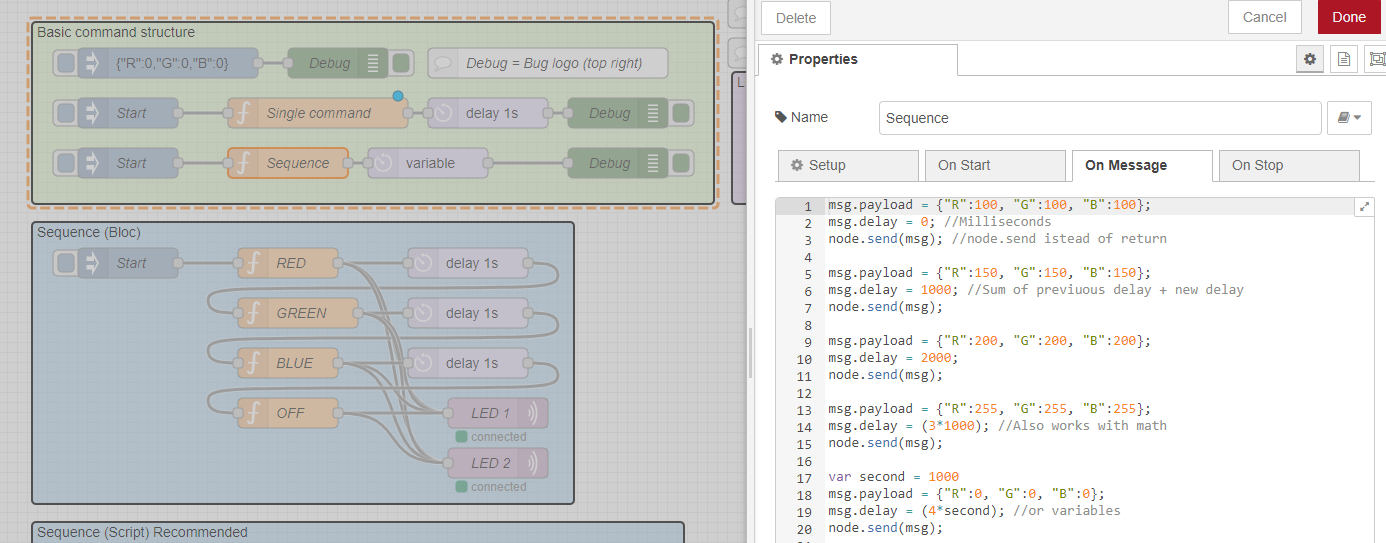 Basic command structure
{"R":0,"G":0,"B":0}
Debug
Debug = Bug logo (top right)
Start
Single command
delay 1s
Debug
Start
Sequence
variable
Debug
Sequence (Bloc)
Start
RED
delay 1s
GREEN
delay 1s
BLUE
delay 1s
OFF
LED 1
connected
LED 2
connected
Sequence (Script) Recommended
L
Delete
Cancel
Done
Properties
Name
Sequence
Setup
On Start
On Message
On Stop
1 msg.payload = {"R":100, "G":100, "B":100};
2 msg.delay = 0; //Milliseconds
3 node.send(msg); //node.send istead of return
4
5 msg.payload = {"R":150, "G":150, "B":150};
6 msg.delay = 1000; //Sum of previuous delay + new delay
7 node.send(msg);
8
9 msg.payload = {"R":200, "G":200, "B":200};
10 msg.delay = 2000;
11 node.send(msg);
12
13 msg.payload = {"R":255, "G":255, "B":255};
14 msg.delay = (3*1000); //Also works with math
15 node.send(msg);
16
17 var second = 1000
18 msg.payload = {"R":0, "G":0, "B":0};
19 msg.delay = (4*second); //or variables
20 node.send(msg);